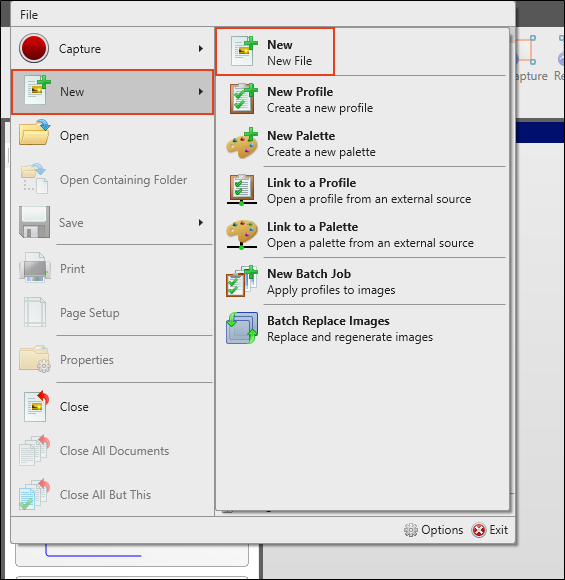 File
Capture
New
Open
Open Containing Folder
Save
Print
Page Setup
Properties
Close
Close All Documents
Close All But This
New
New File
New Profile
Create a new profile
New Palette
Create a new palette
Link to a Profile
Open a profile from an external source
Link to a Palette
Open a palette from an external source
New Batch Job
Apply profiles to images
Batch Replace Images
Replace and regenerate images
Options
Exit
pture
Re